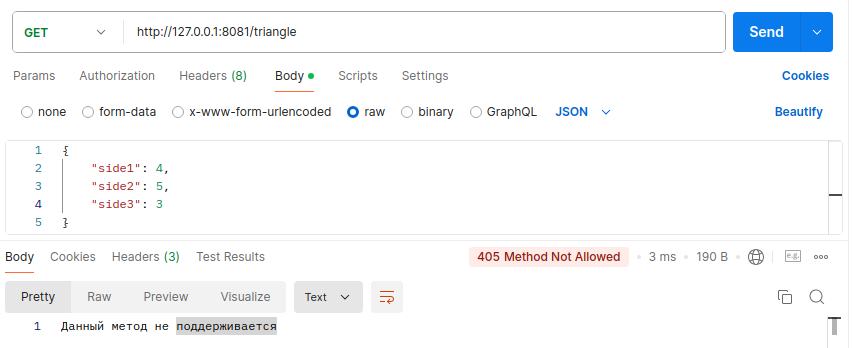 GET http://127.0.0.1:8081/triangle Send
Params Authorization Headers (8) Body Scripts Settings Cookies
none form-data x-www-form-urlencoded raw binary GraphQL JSON Beautify
1 {
2 "side1": 4,
3 "side2": 5,
4 "side3": 3
5 }
Body Cookies Headers (3) Test Results 405 Method Not Allowed 3 ms 190 B e.g.
Pretty Raw Preview Visualize Text
1 Данный метод не поддерживается